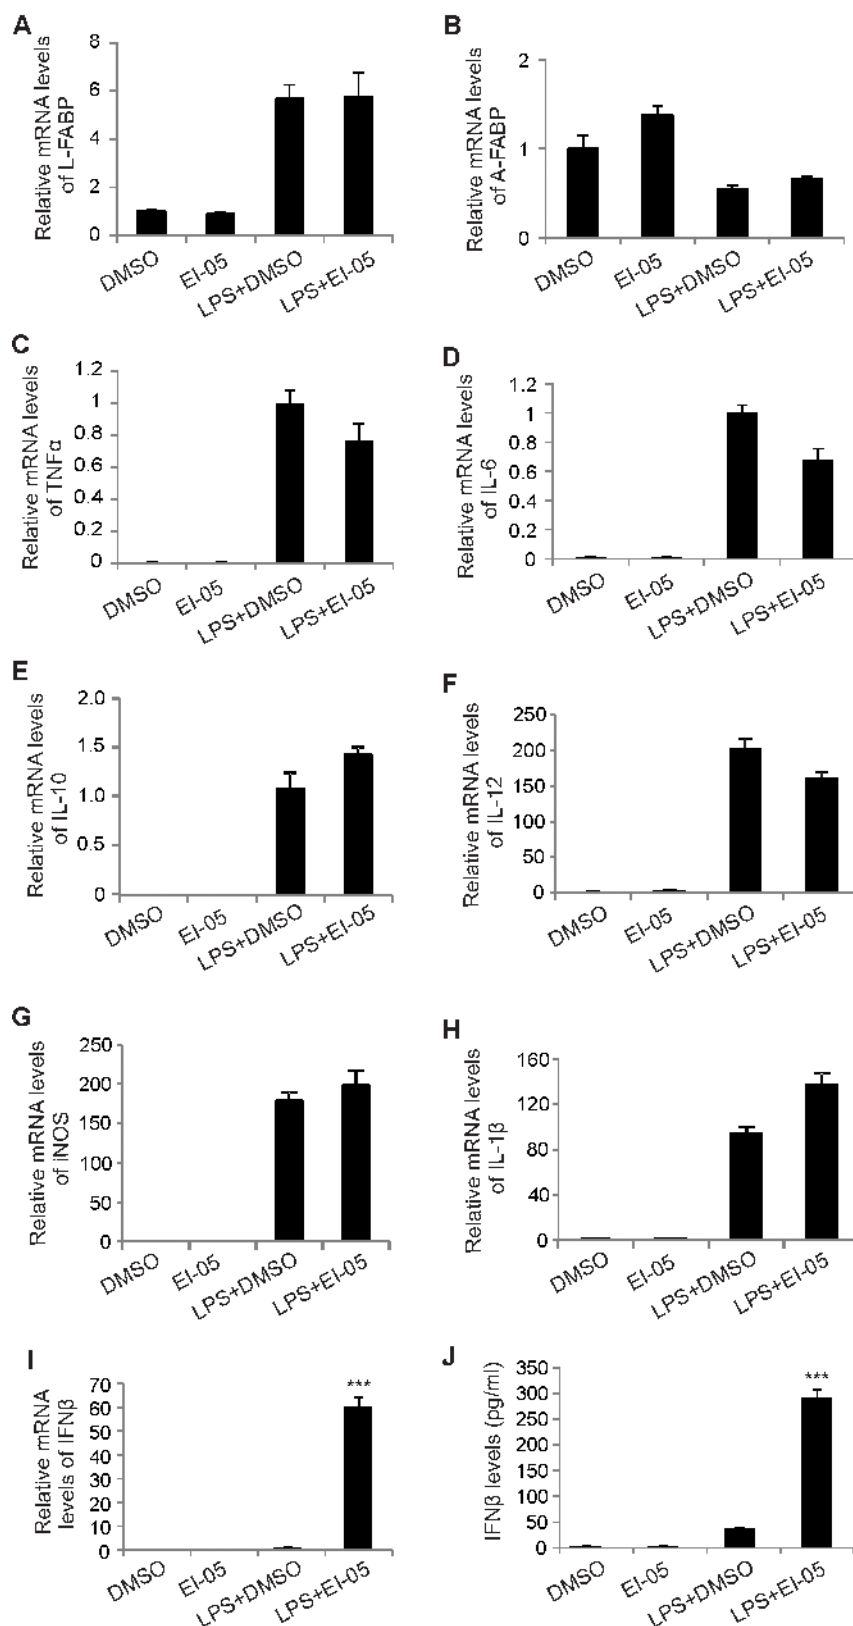 A
Relative mRNA levels
of L-FABP
8
6
4
2
0
DMSO
EI-05
LPS+DMSO
LPS+EI-05
B
Relative mRNA levels
of A-FABP
2
1
0
DMSO
EI-05
LPS+DMSO
LPS+EI-05
C
Relative mRNA levels
of TNFα
1.2
1
0.8
0.6
0.4
0.2
0
DMSO
EI-05
LPS+DMSO
LPS+EI-05
D
Relative mRNA levels
of IL-6
1.2
1
0.8
0.6
0.4
0.2
0
DMSO
EI-05
LPS+DMSO
LPS+EI-05
E
Relative mRNA levels
of IL-10
2.0
1.5
1.0
0.5
0
DMSO
EI-05
LPS+DMSO
LPS+EI-05
F
Relative mRNA levels
of IL-12
250
200
150
100
50
0
DMSO
EI-05
LPS+DMSO
LPS+EI-05
G
Relative mRNA levels
of iNOS
250
200
150
100
50
0
DMSO
EI-05
LPS+DMSO
LPS+EI-05
H
Relative mRNA levels
of IL-1β
160
120
80
40
0
DMSO
EI-05
LPS+DMSO
LPS+EI-05
I
Relative mRNA
levels of IFNβ
70
60
50
40
30
20
10
0
***
DMSO
EI-05
LPS+DMSO
LPS+EI-05
J
IFNβ levels (pg/ml)
350
300
250
200
150
100
50
0
***
DMSO
EI-05
LPS+DMSO
LPS+EI-05